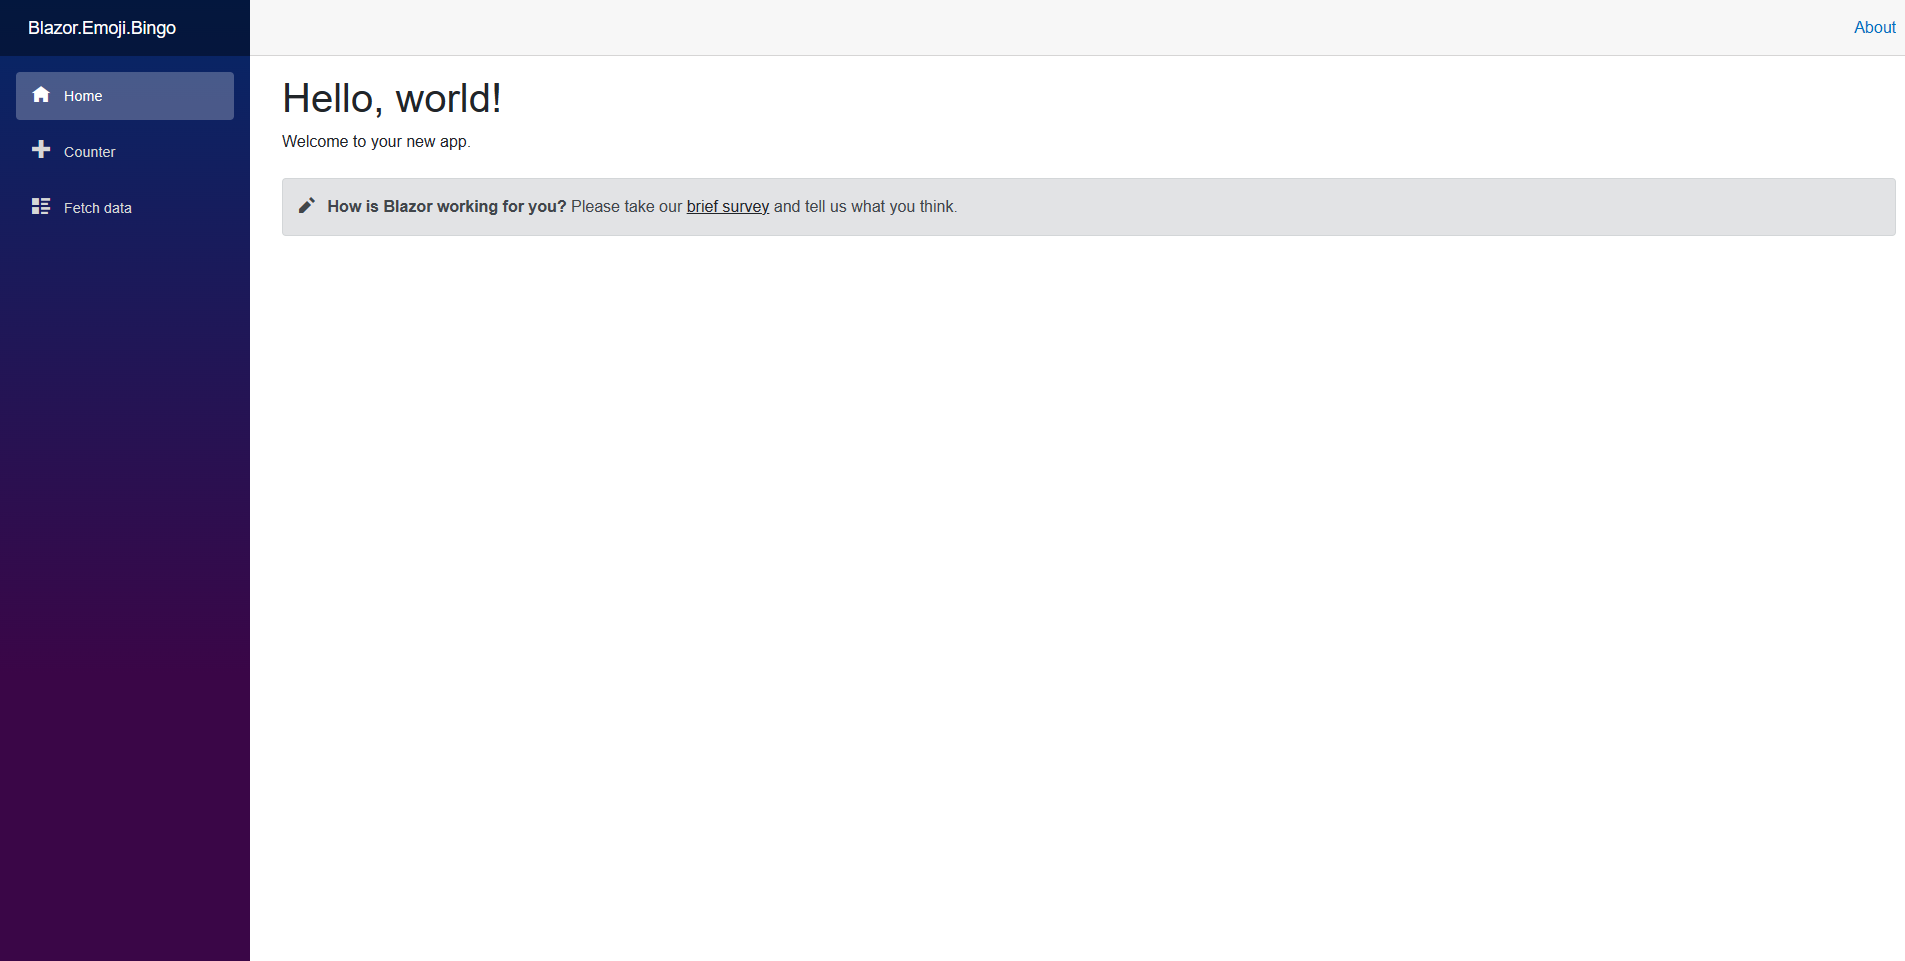 Blazor.Emoji.Bingo
About
Home
Counter
Fetch data
Hello, world!
Welcome to your new app.
How is Blazor working for you? Please take our brief survey and tell us what you think.